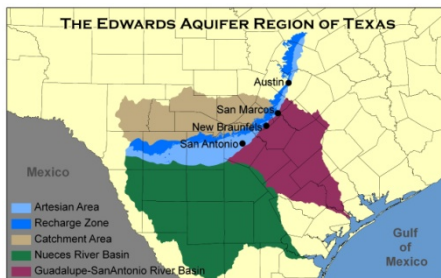 THE EDWARDS AQUIFER REGION OF TEXAS
Austin
San Marcos
New Braunfels
San Antonio
Mexico
Artesian Area
Recharge Zone
Catchment Area
Nueces River Basin
Guadalupe-SanAntonio River Basin
Gulf
of
Mexico